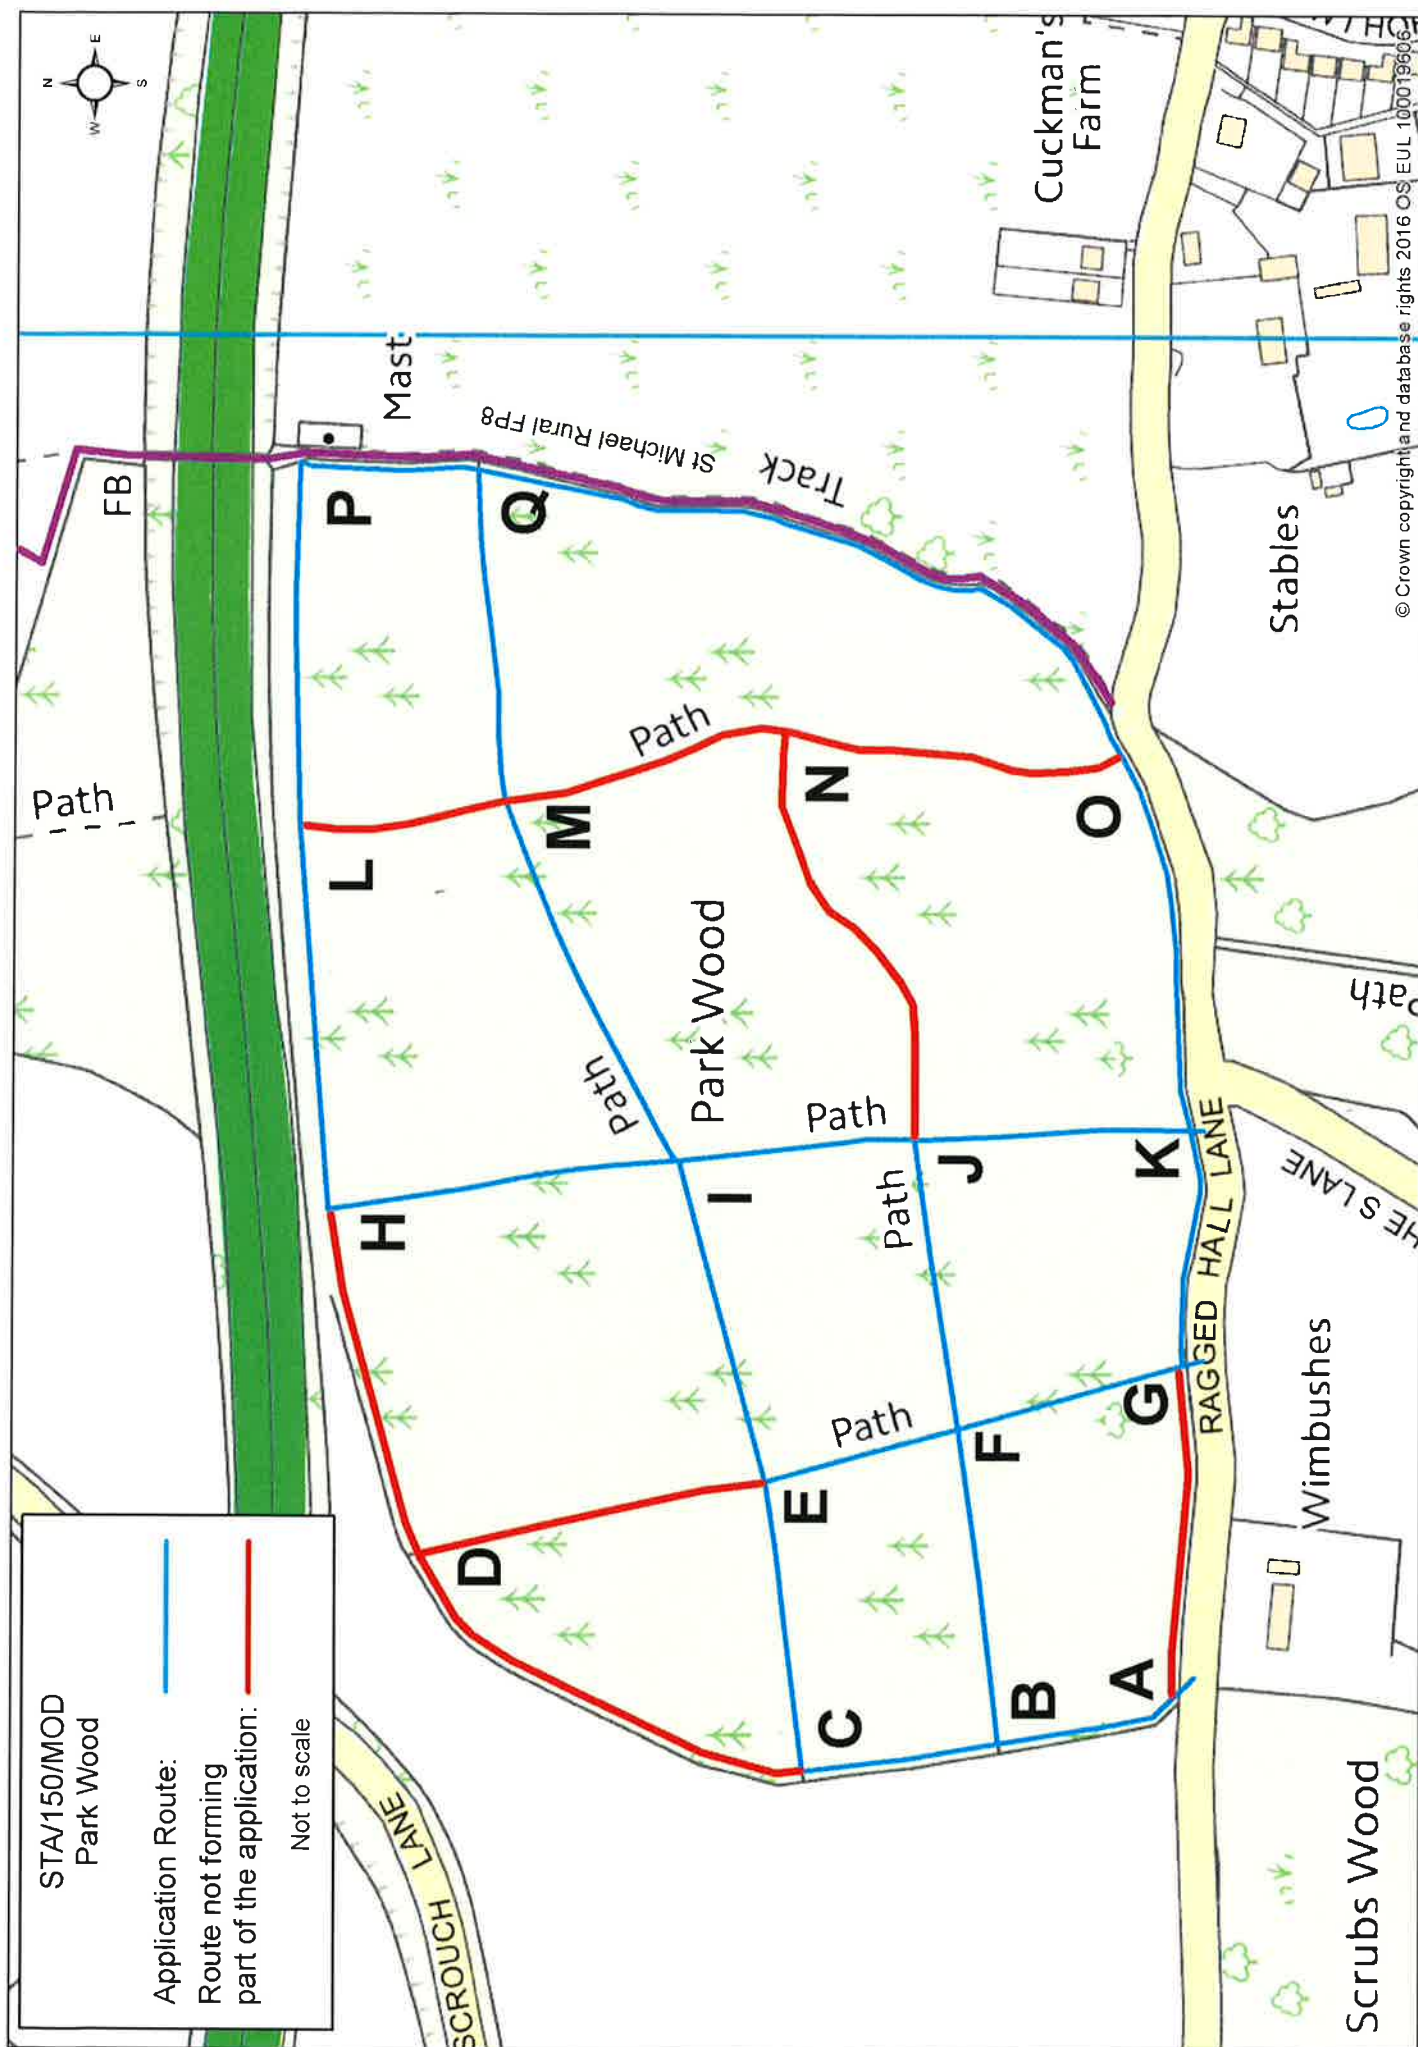 STA/150/MOD
Park Wood
Application Route:
Route not forming
part of the application:
Not to scale
N
E
S
W
SCROUCH LANE
Path
FB
Mast
St Michael Rural FP8
Track
Cuckman's
Farm
P
Q
L
M
Path
N
O
H
Path
Park Wood
I
Path
Path
J
K
D
E
Path
F
G
C
B
A
RAGGED HALL LANE
Stables
Path
S LANE
Wimbushes
Scrubs Wood
© Crown copyright and database rights 2016 OS EUL 100019606